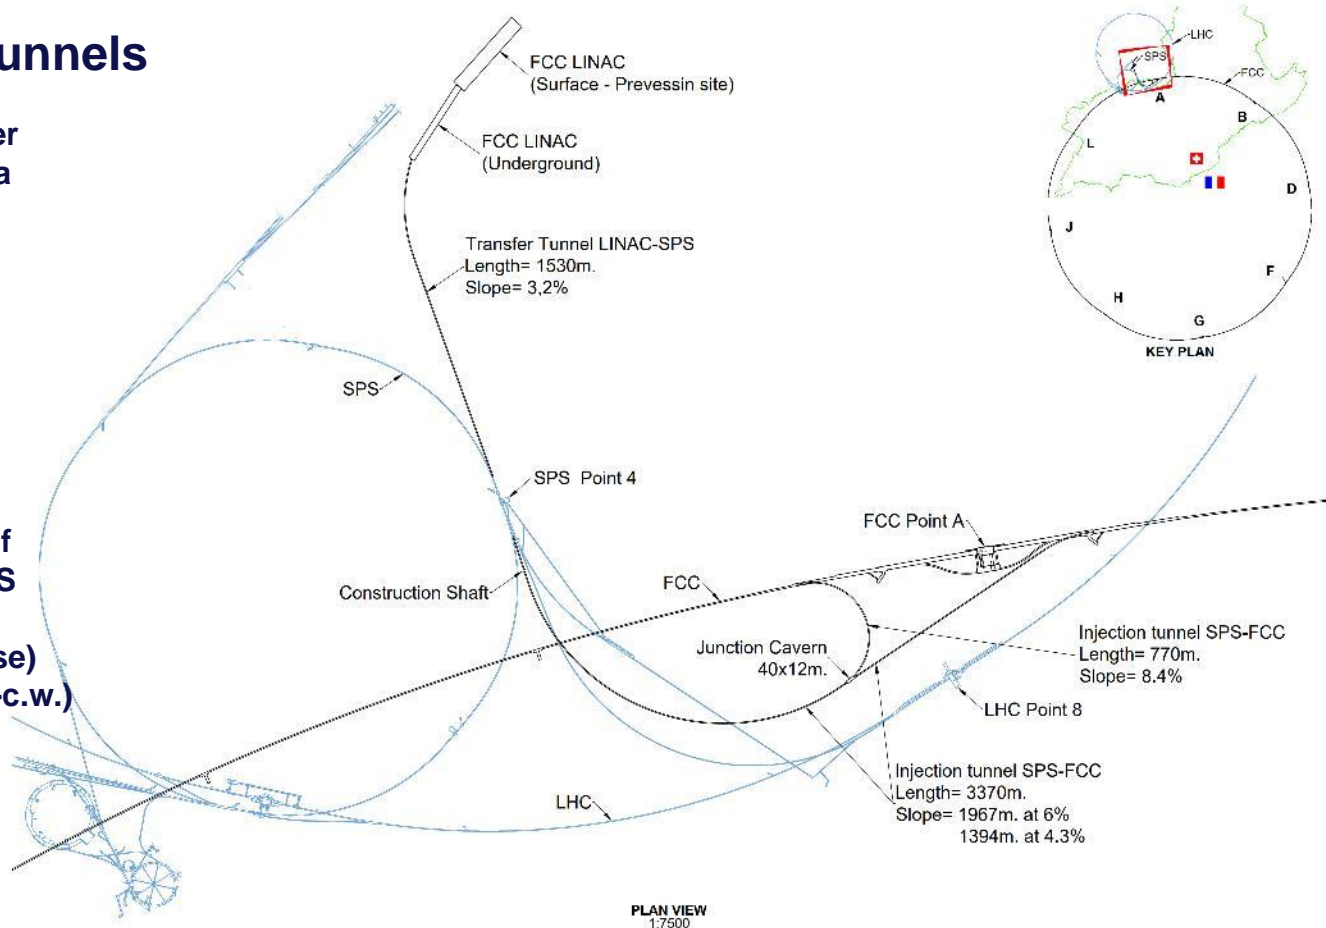 unnels
er
a
of
S
se)
-c.w.)
FCC LINAC
(Surface - Prevessin site)
FCC LINAC
(Underground)
Transfer Tunnel LINAC-SPS
Length= 1530m.
Slope= 3,2%
SPS
SPS Point 4
Construction Shaft
FCC
FCC Point A
Junction Cavern
40x12m.
Injection tunnel SPS-FCC
Length= 770m.
Slope= 8.4%
LHC Point 8
Injection tunnel SPS-FCC
Length= 3370m.
Slope= 1967m. at 6%
1394m. at 4.3%
LHC
PLAN VIEW
1:7500
LHC
SPS
FCC
A
B
L
D
J
F
H
G
KEY PLAN